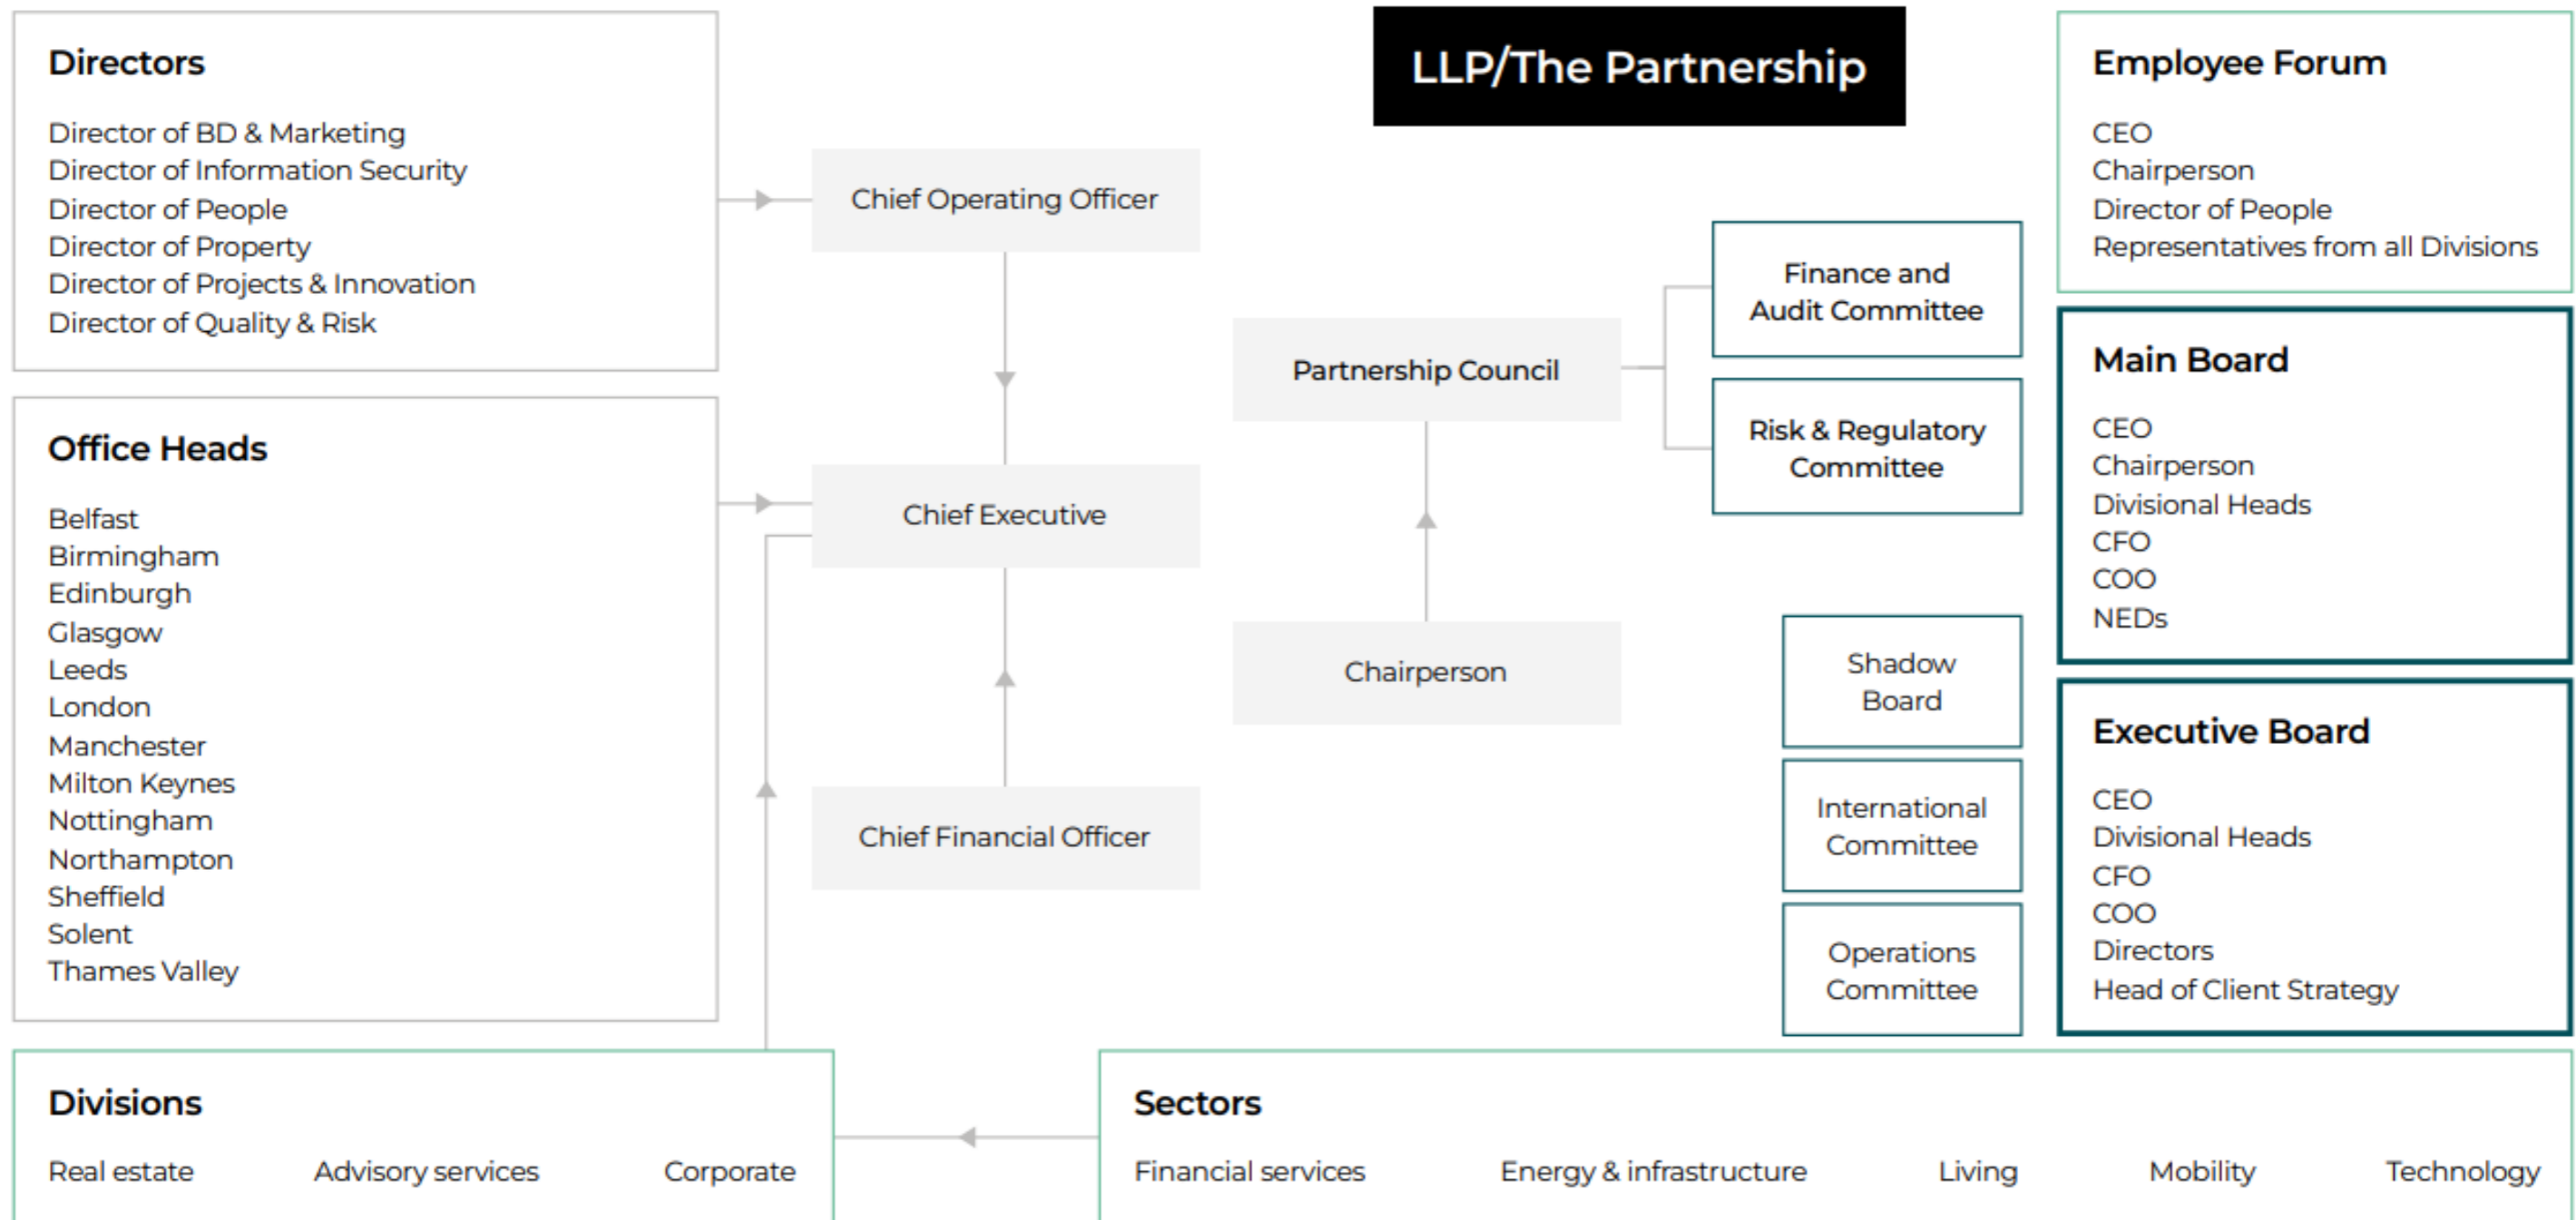 Directors
Director of BD & Marketing
Director of Information Security
Director of People
Director of Property
Director of Projects & Innovation
Director of Quality & Risk
Office Heads
Belfast
Birmingham
Edinburgh
Glasgow
Leeds
London
Manchester
Milton Keynes
Nottingham
Northampton
Sheffield
Solent
Thames Valley
Chief Operating Officer
Chief Executive
Chief Financial Officer
LLP/The Partnership
Partnership Council
Chairperson
Finance and
Audit Committee
Risk & Regulatory
Committee
Shadow
Board
International
Committee
Operations
Committee
Employee Forum
CEO
Chairperson
Director of People
Representatives from all Divisions
Main Board
CEO
Chairperson
Divisional Heads
CFO
COO
NEDs
Executive Board
CEO
Divisional Heads
CFO
COO
Directors
Head of Client Strategy
Divisions
Real estate Advisory services Corporate
Sectors
Financial services Energy & infrastructure Living Mobility Technology